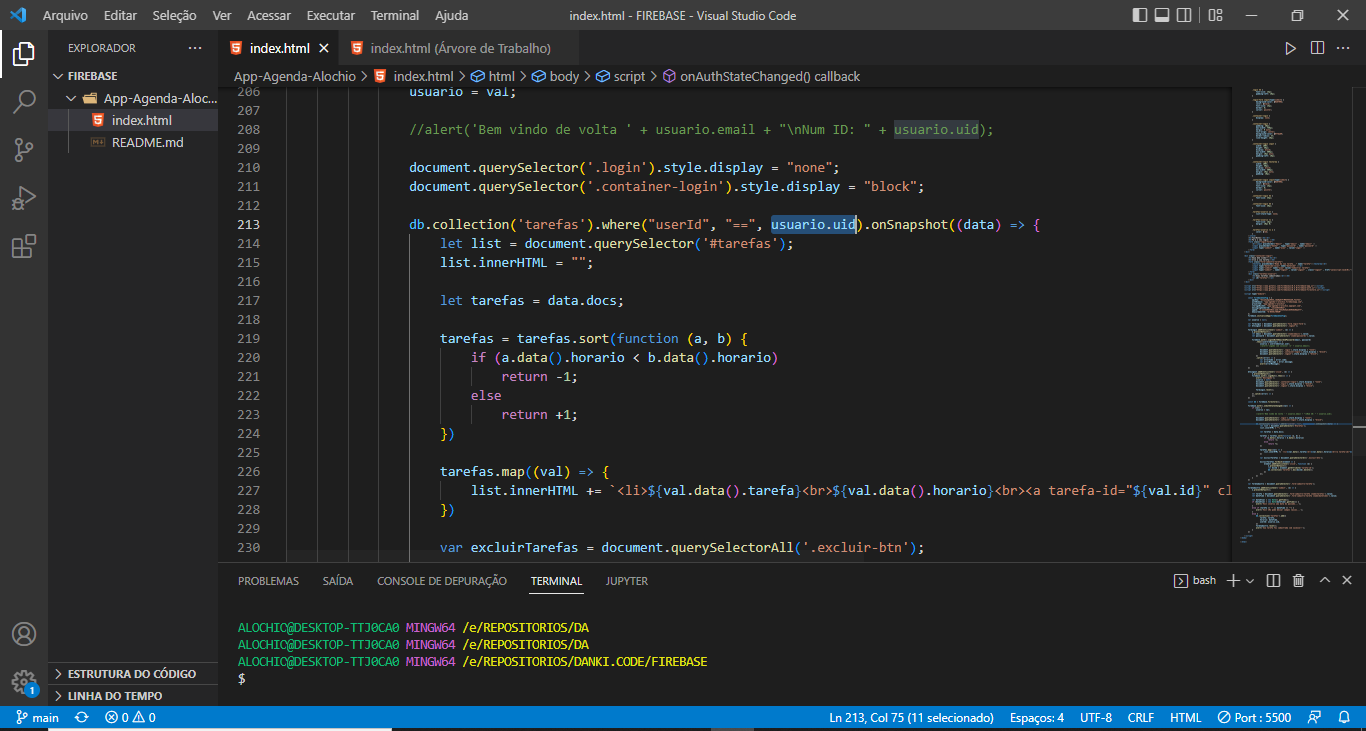 Arquivo Editar Seleção Ver Acessar Executar Terminal Ajuda index.html - FIREBASE - Visual Studio Code
EXPLORADOR ...
FIREBASE
App-Agenda-Aloc...
index.html
README.md
ESTRUTURA DO CÓDIGO
LINHA DO TEMPO
index.html index.html (Árvore de Trabalho)
App-Agenda-Alochio > index.html > html > body > script > onAuthStateChanged() callback
206 usuario = val;
207
208 //alert('Bem vindo de volta ' + usuario.email + "\nNum ID: " + usuario.uid);
209
210 document.querySelector('.login').style.display = "none";
211 document.querySelector('.container-login').style.display = "block";
212
213 db.collection('tarefas').where("userId", "==", usuario.uid).onSnapshot((data) => {
214 let list = document.querySelector('#tarefas');
215 list.innerHTML = "";
216
217 let tarefas = data.docs;
218
219 tarefas = tarefas.sort(function (a, b) {
220 if (a.data().horario < b.data().horario)
221 return -1;
222 else
223 return +1;
224 })
225
226 tarefas.map((val) => {
227 list.innerHTML += `<li>${val.data().tarefa}<br>${val.data().horario}<br><a tarefa-id="${val.id}" cl
228 })
229
230 var excluirTarefas = document.querySelectorAll('.excluir-btn');
PROBLEMAS SAÍDA CONSOLE DE DEPURAÇÃO TERMINAL JUPYTER bash
ALOCHIO@DESKTOP-TTJ0CA0 MINGW64 /e/REPOSITORIOS/DA
ALOCHIO@DESKTOP-TTJ0CA0 MINGW64 /e/REPOSITORIOS/DA
ALOCHIO@DESKTOP-TTJ0CA0 MINGW64 /e/REPOSITORIOS/DANKI.CODE/FIREBASE
$
1
main 0 0 Ln 213, Col 75 (11 selecionado) Espaços: 4 UTF-8 CRLF HTML Port : 5500